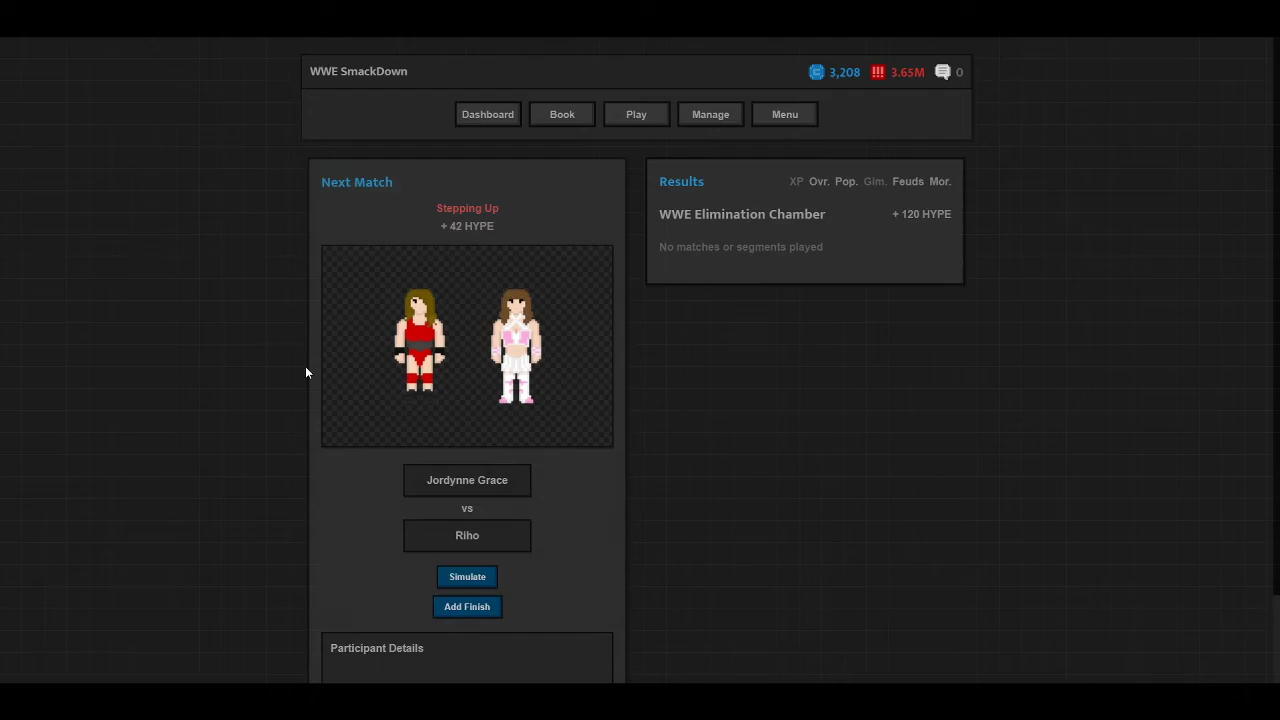 WWE SmackDown
3,208 3.65M 0
Dashboard Book Play Manage Menu
Next Match
Stepping Up
+ 42 HYPE
Jordynne Grace
vs
Riho
Simulate
Add Finish
Participant Details
Results XP Ovr. Pop. Gim. Feuds Mor.
WWE Elimination Chamber + 120 HYPE
No matches or segments played